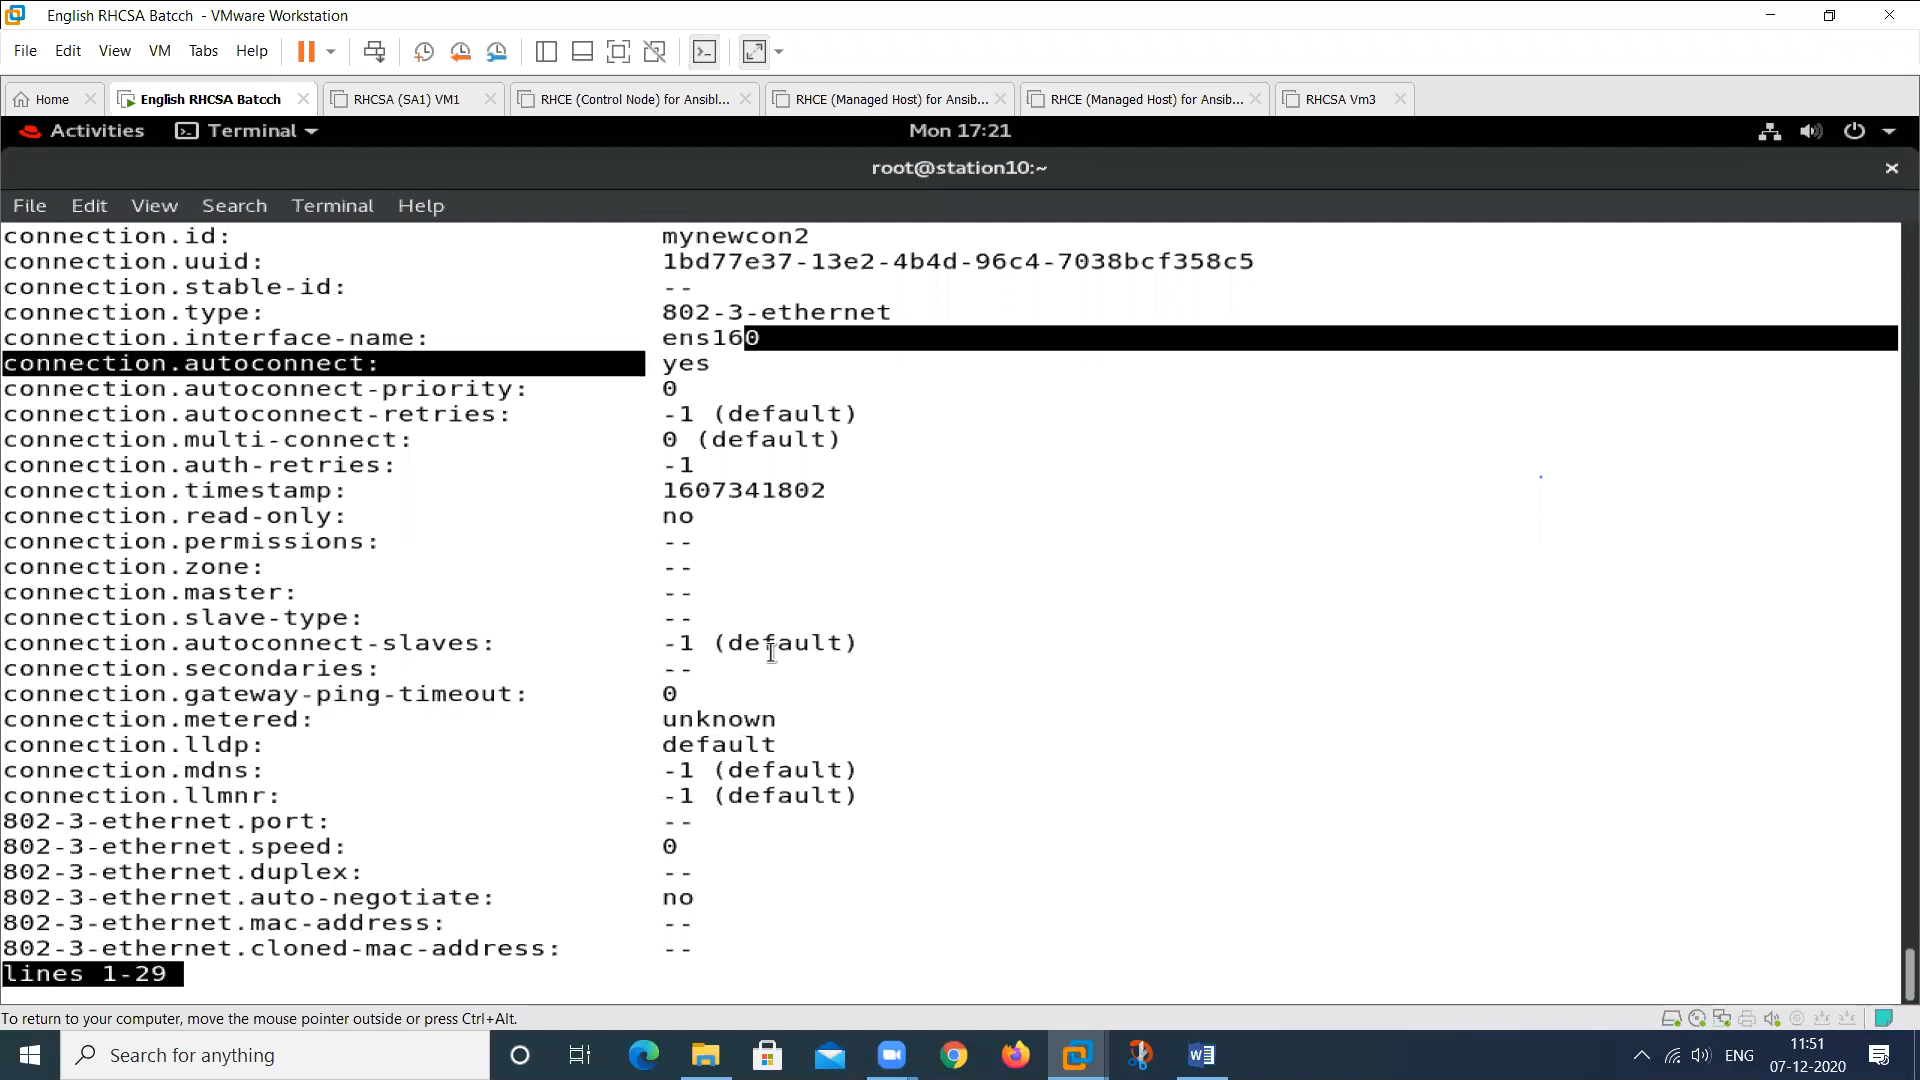 English RHCSA Batcch - VMware Workstation
File Edit View VM Tabs Help
Home English RHCSA Batcch RHCSA (SA1) VM1 RHCE (Control Node) for Ansibl... RHCE (Managed Host) for Ansib... RHCE (Managed Host) for Ansib... RHCSA Vm3
Activities Terminal Mon 17:21
root@station10:~
File Edit View Search Terminal Help
connection.id: mynewcon2
connection.uuid: 1bd77e37-13e2-4b4d-96c4-7038bcf358c5
connection.stable-id: --
connection.type: 802-3-ethernet
connection.interface-name: ens160
connection.autoconnect: yes
connection.autoconnect-priority: 0
connection.autoconnect-retries: -1 (default)
connection.multi-connect: 0 (default)
connection.auth-retries: -1
connection.timestamp: 1607341802
connection.read-only: no
connection.permissions: --
connection.zone: --
connection.master: --
connection.slave-type: --
connection.autoconnect-slaves: -1 (default)
connection.secondaries: --
connection.gateway-ping-timeout: 0
connection.metered: unknown
connection.lldp: default
connection.mdns: -1 (default)
connection.llmnr: -1 (default)
802-3-ethernet.port: --
802-3-ethernet.speed: 0
802-3-ethernet.duplex: --
802-3-ethernet.auto-negotiate: no
802-3-ethernet.mac-address: --
802-3-ethernet.cloned-mac-address: --
lines 1-29
To return to your computer, move the mouse pointer outside or press Ctrl+Alt.
Search for anything ENG 11:51
07-12-2020